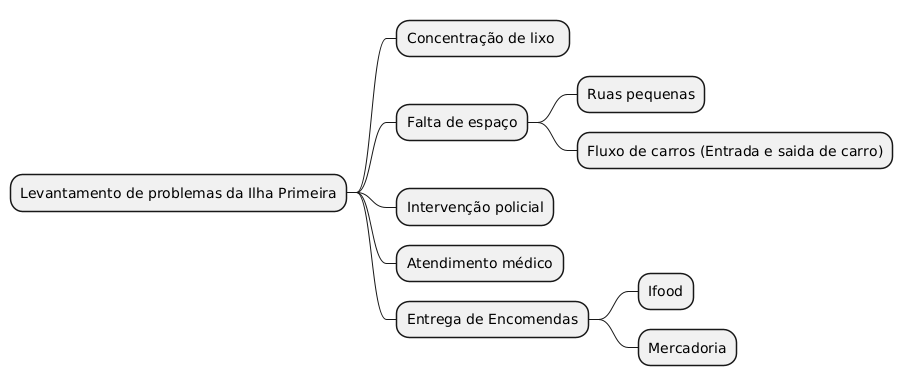 Levantamento de problemas da Ilha Primeira
Concentração de lixo
Falta de espaço
Ruas pequenas
Fluxo de carros (Entrada e saida de carro)
Intervenção policial
Atendimento médico
Entrega de Encomendas
Ifood
Mercadoria